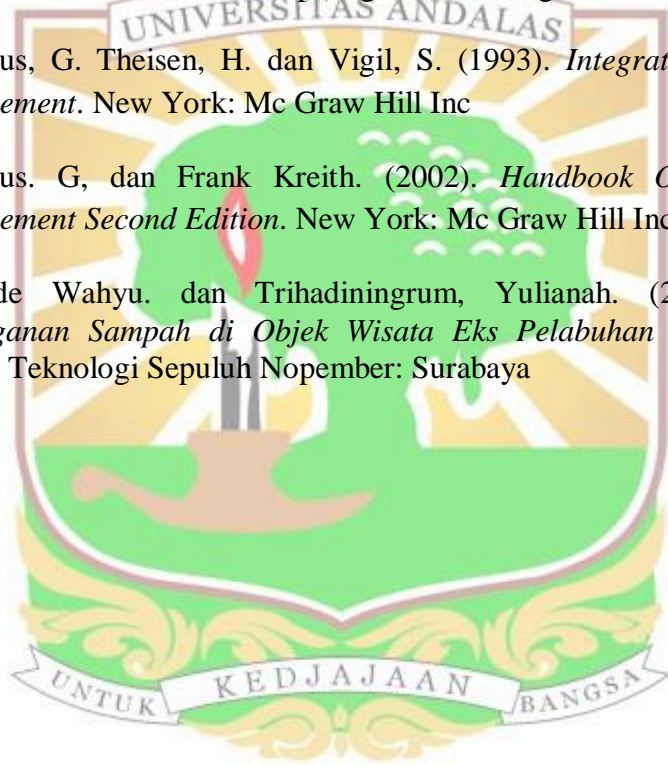 UNIVERSITAS ANDALAS
us, G. Theisen, H. dan Vigil, S. (1993). Integrat
ement. New York: Mc Graw Hill Inc
us. G, dan Frank Kreith. (2002). Handbook O
ement Second Edition. New York: Mc Graw Hill Inc
de Wahyu. dan Trihadiningrum, Yulianah. (2
ganan Sampah di Objek Wisata Eks Pelabuhan
Teknologi Sepuluh Nopember: Surabaya
UNTUK KEDJAJAAN BANGSA